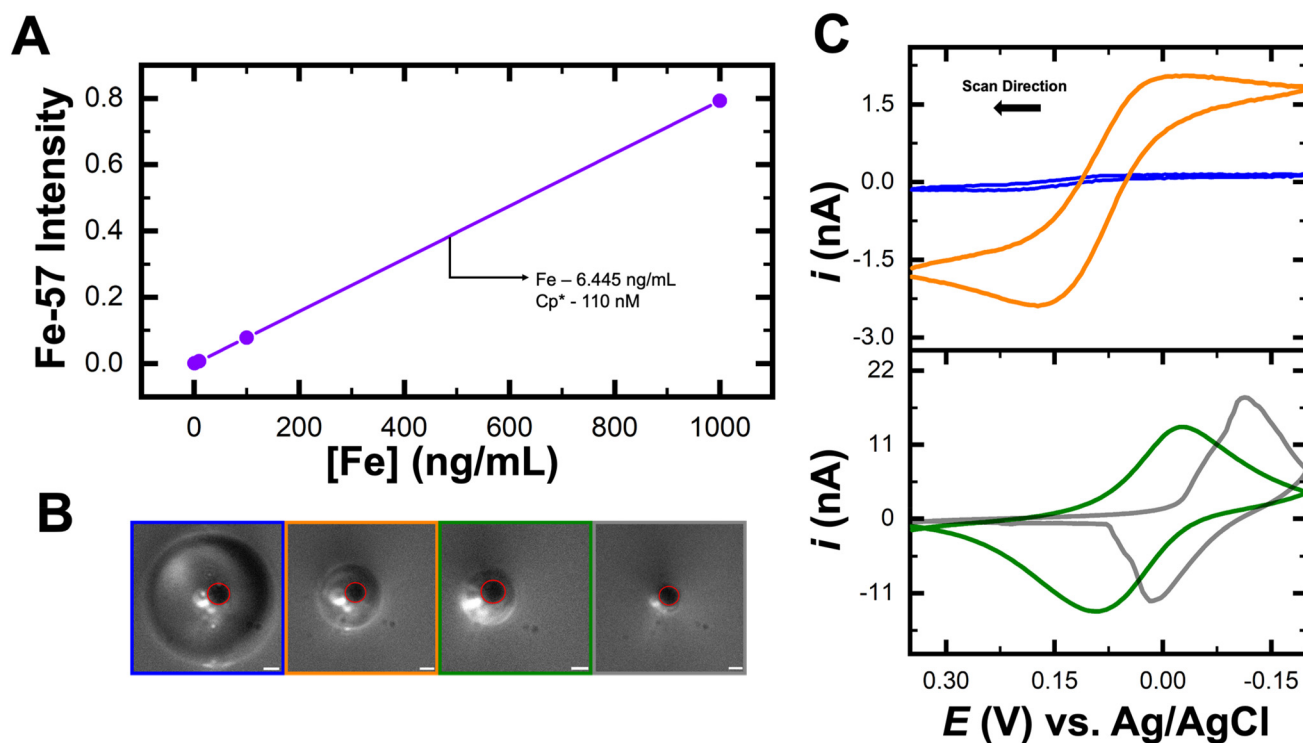 A
Fe-57 Intensity
0.8
0.6
0.4
0.2
0.0
Fe – 6.445 ng/mL
Cp* - 110 nM
0 200 400 600 800 1000
[Fe] (ng/mL)
B
C
Scan Direction
i (nA)
1.5
0.0
-1.5
-3.0
i (nA)
22
11
0
-11
0.30 0.15 0.00 -0.15
E (V) vs. Ag/AgCl